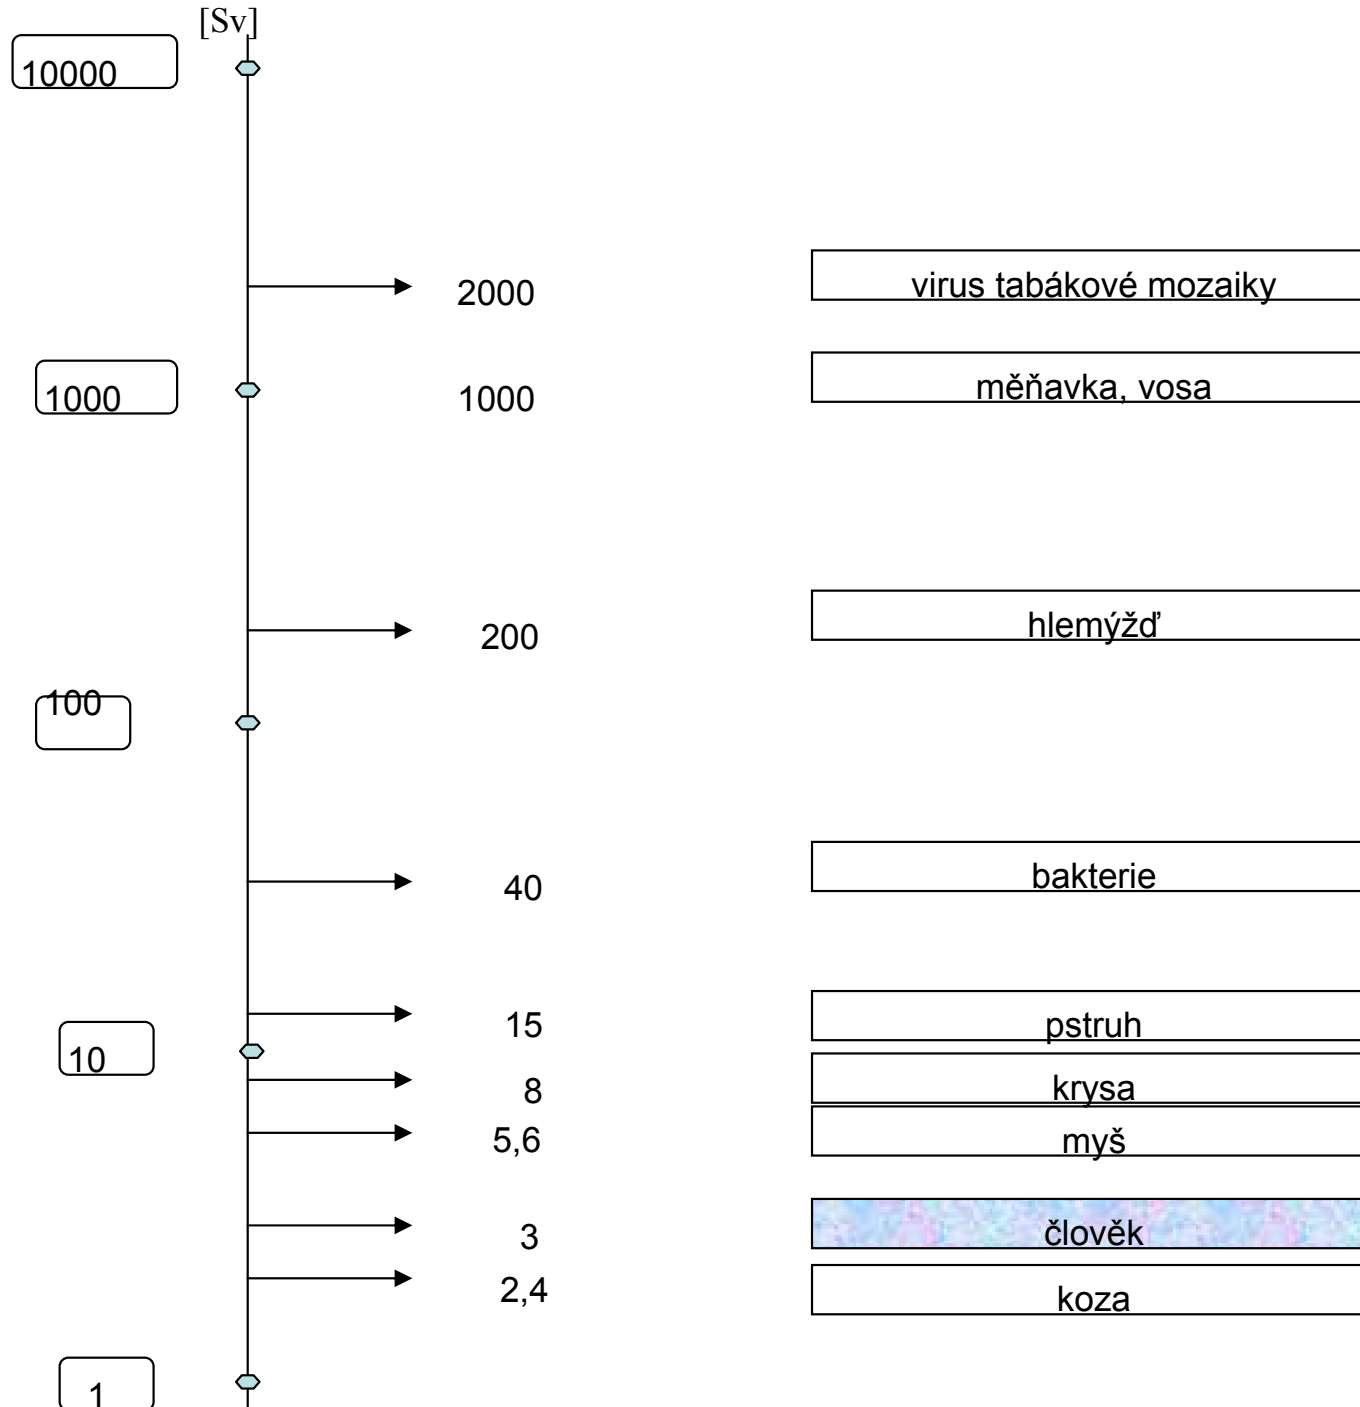 [Sv]
10000
2000 virus tabákové mozaiky
1000 1000 měňavka, vosa
200 hlemýžď
100
40 bakterie
15 pstruh
10
8 krysa
5,6 myš
3 člověk
2,4 koza
1